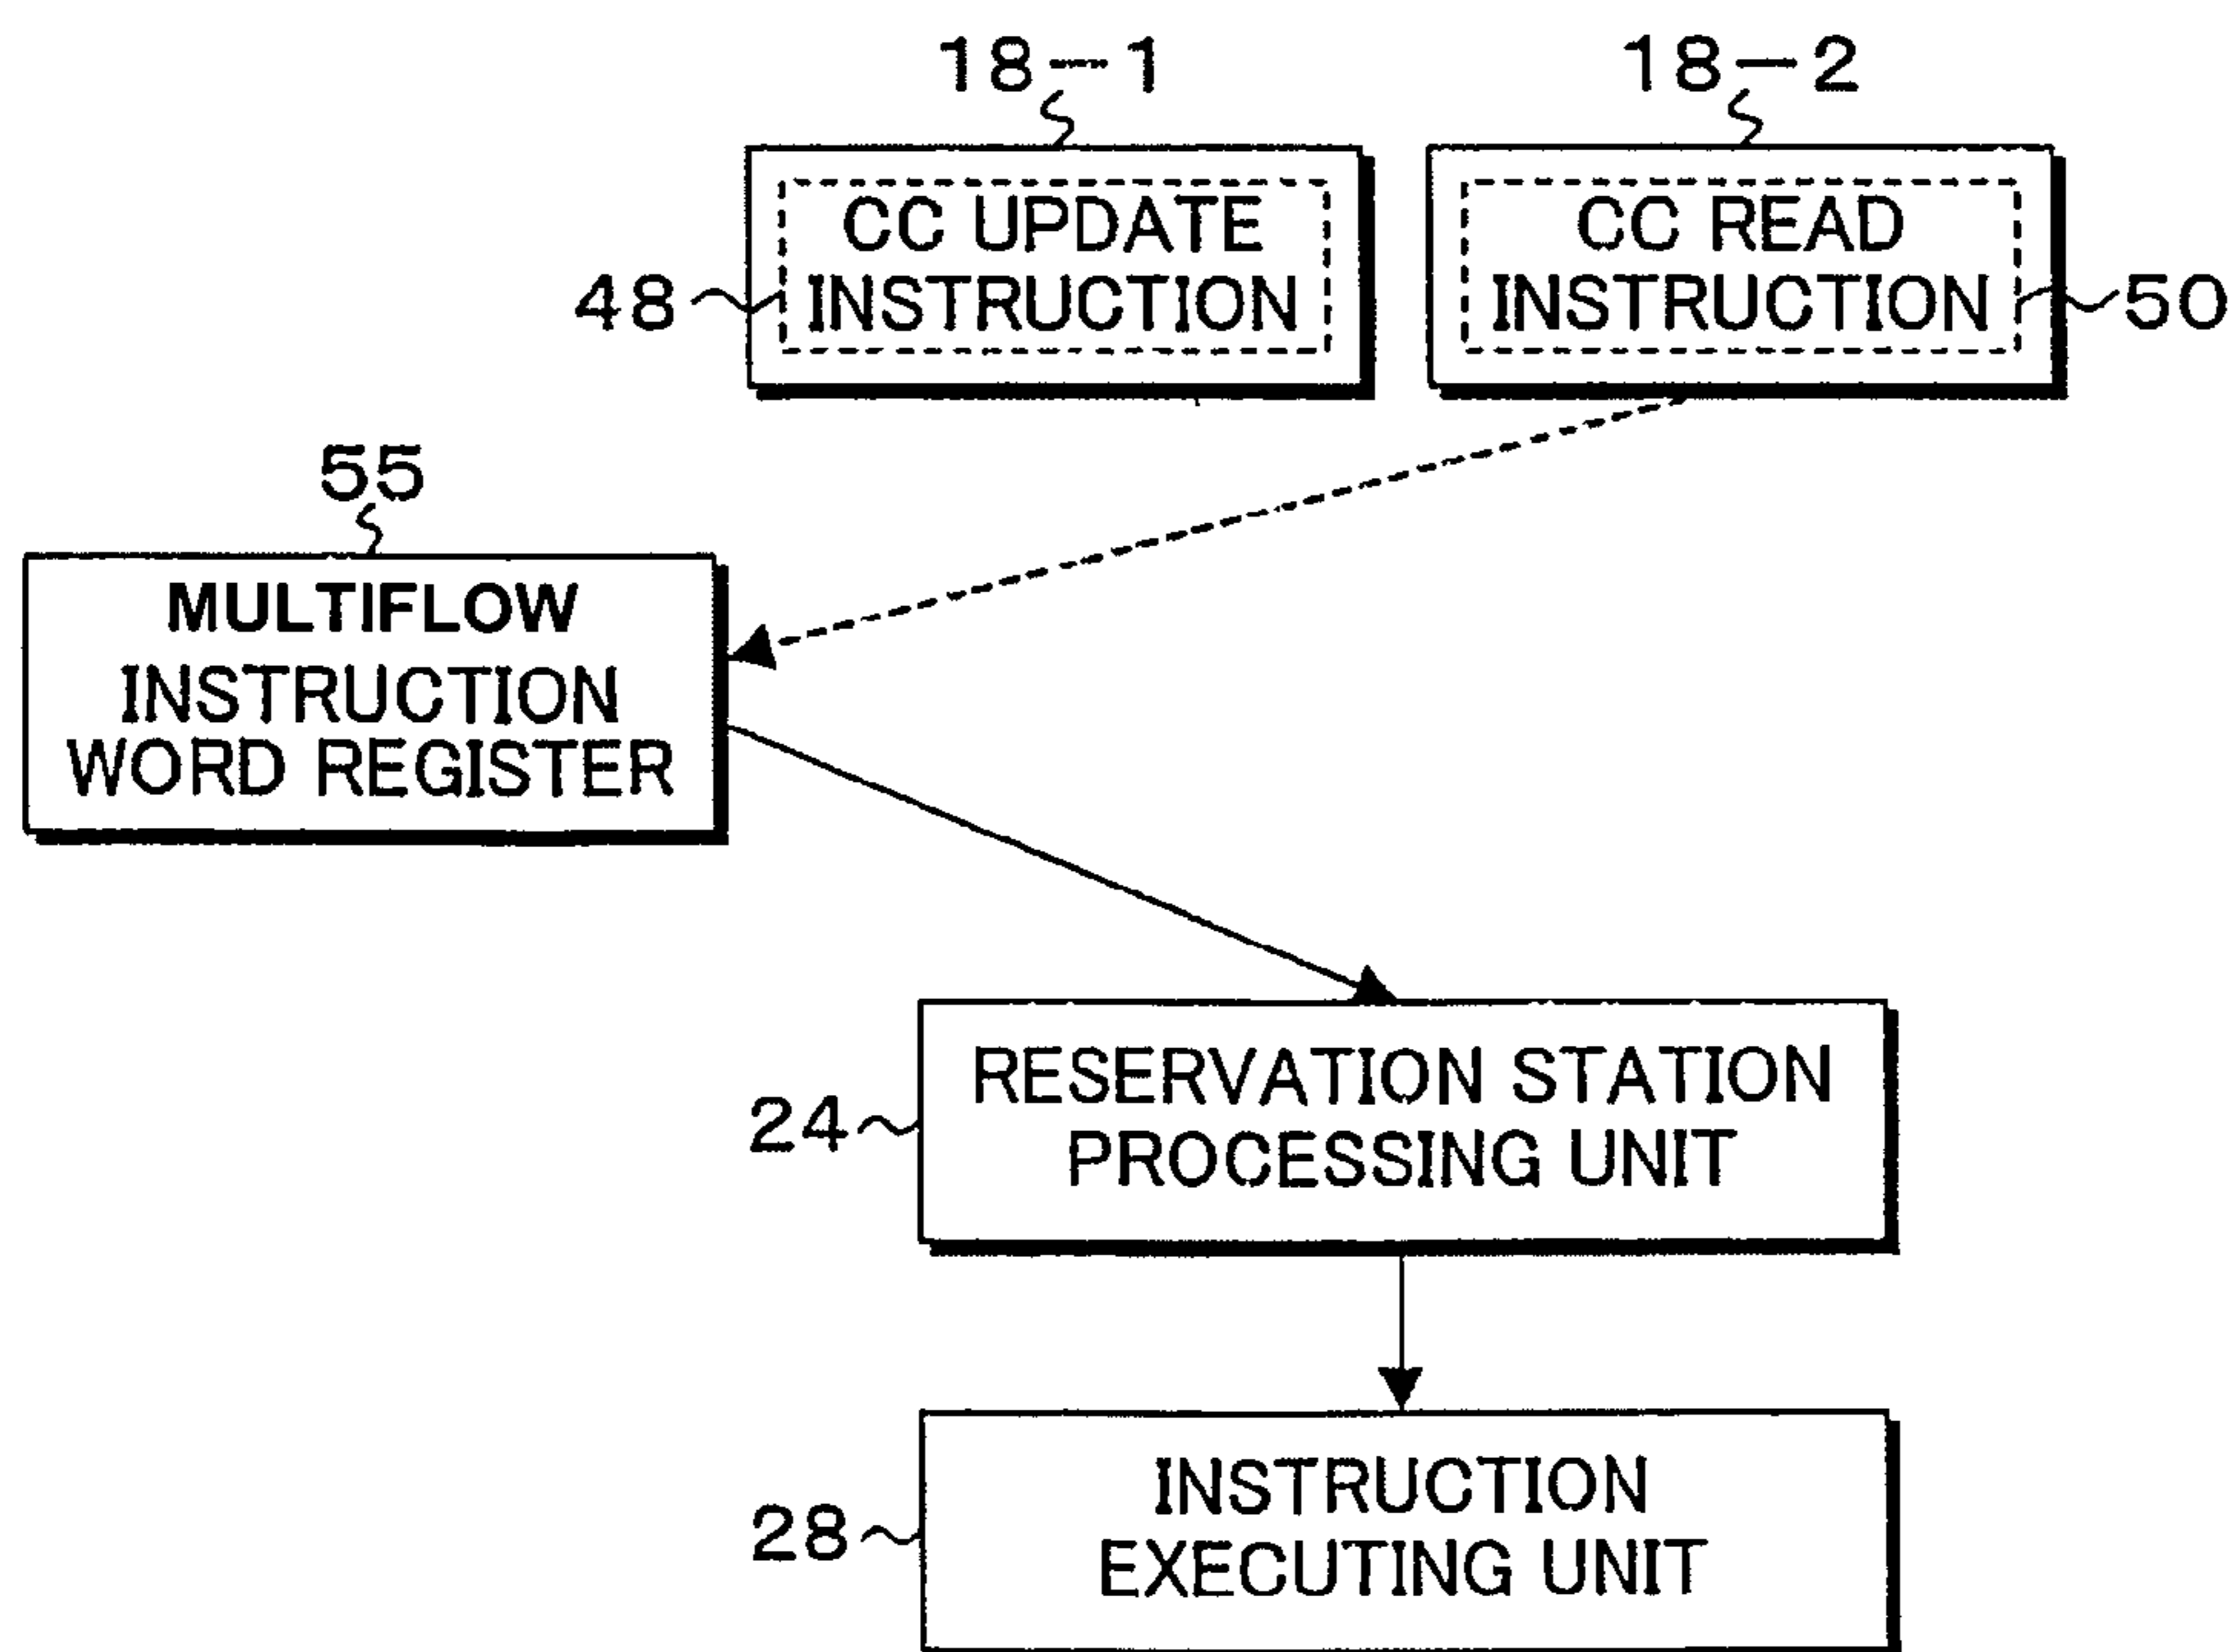 18-1
18-2
CC UPDATE
INSTRUCTION
48
CC READ
INSTRUCTION
50
55
MULTIFLOW
INSTRUCTION
WORD REGISTER
RESERVATION STATION
PROCESSING UNIT
24
INSTRUCTION
EXECUTING UNIT
28